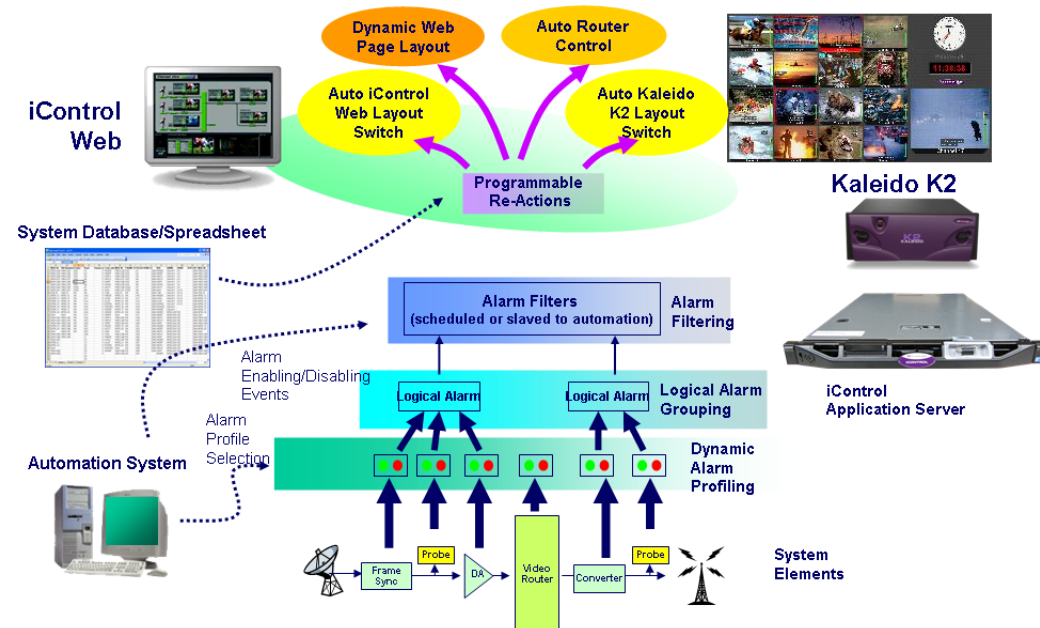 Dynamic Web
Page Layout
Auto Router
Control
Auto iControl
Web Layout
Switch
Auto Kaleido
K2 Layout
Switch
iControl
Web
Programmable
Re-Actions
Kaleido K2
K2
KALEIDO
System Database/Spreadsheet
Alarm Filters
(scheduled or slaved to automation)
Alarm
Filtering
Alarm
Enabling/Disabling
Events
Logical Alarm
Logical Alarm
Logical Alarm
Grouping
iControl
Application Server
Alarm
Profile
Selection
Automation System
Dynamic
Alarm
Profiling
Probe
Probe
Frame
Sync
DA
Video
Router
Converter
System
Elements